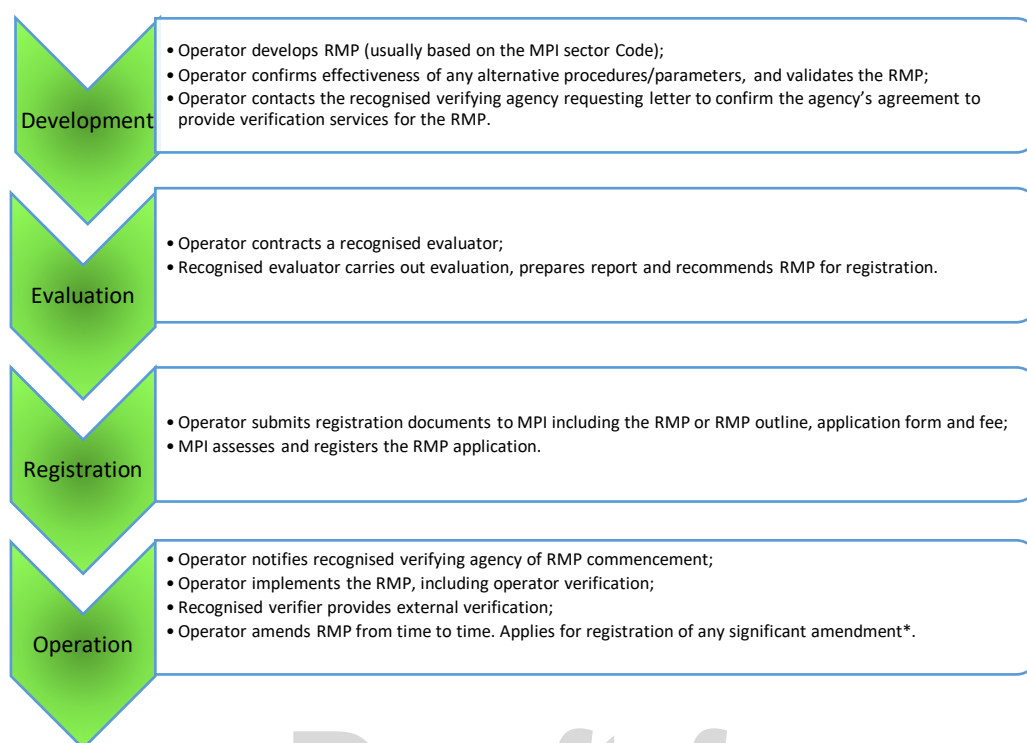 Development
• Operator develops RMP (usually based on the MPI sector Code);
• Operator confirms effectiveness of any alternative procedures/parameters, and validates the RMP;
• Operator contacts the recognised verifying agency requesting letter to confirm the agency's agreement to
provide verification services for the RMP.
Evaluation
• Operator contracts a recognised evaluator;
• Recognised evaluator carries out evaluation, prepares report and recommends RMP for registration.
Registration
• Operator submits registration documents to MPI including the RMP or RMP outline, application form and fee;
• MPI assesses and registers the RMP application.
Operation
• Operator notifies recognised verifying agency of RMP commencement;
• Operator implements the RMP, including operator verification;
• Recognised verifier provides external verification;
• Operator amends RMP from time to time. Applies for registration of any significant amendment*.